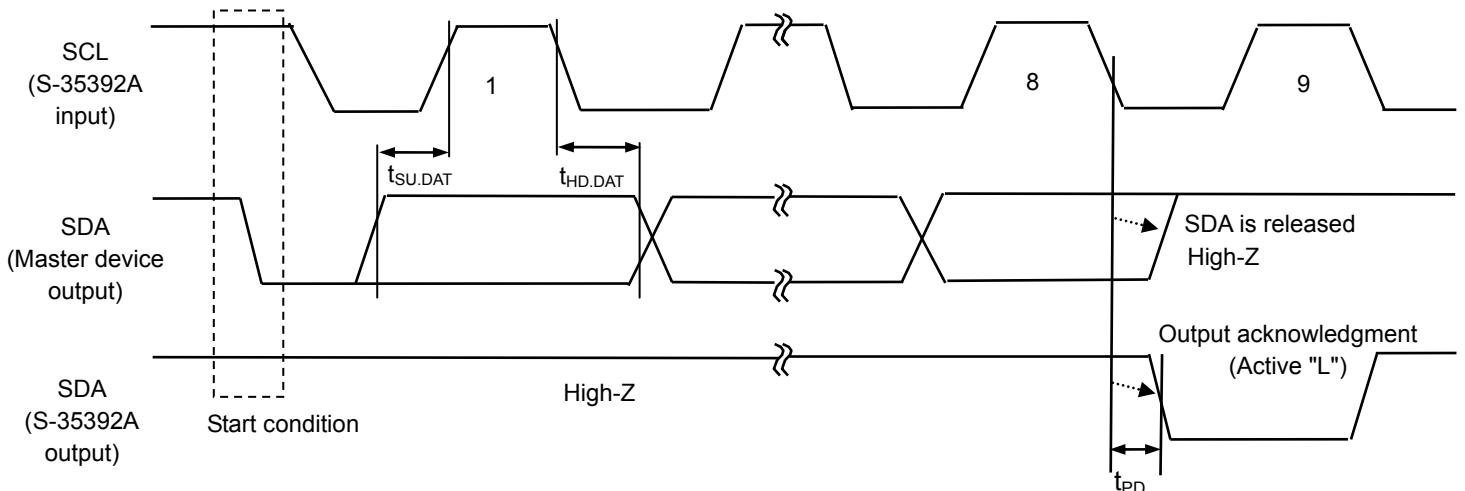 SCL
(S-35392A
input)
1
8
9
tSU.DAT
tHD.DAT
SDA
(Master device
output)
SDA is released
High-Z
Output acknowledgment
(Active "L")
SDA
(S-35392A
output)
High-Z
Start condition
tPD